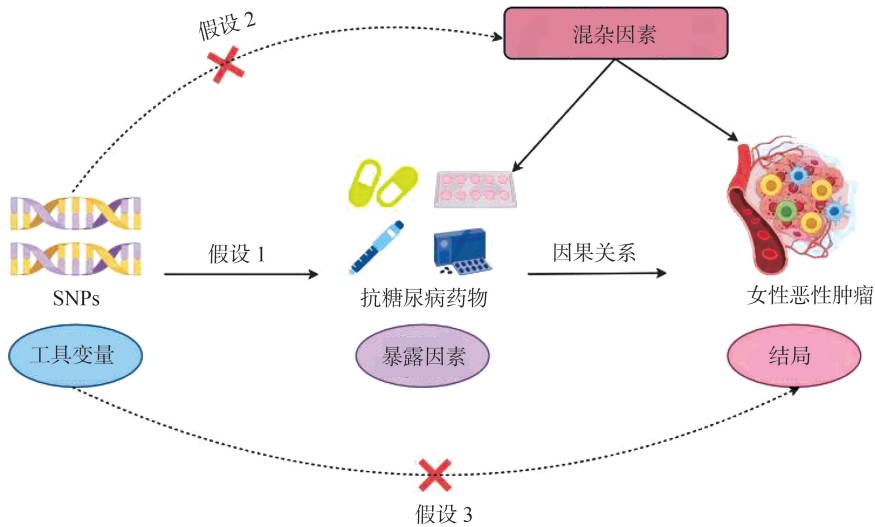 假设 2
混杂因素
假设 1
因果关系
SNPs
抗糖尿病药物
女性恶性肿瘤
工具变量
暴露因素
结局
假设 3